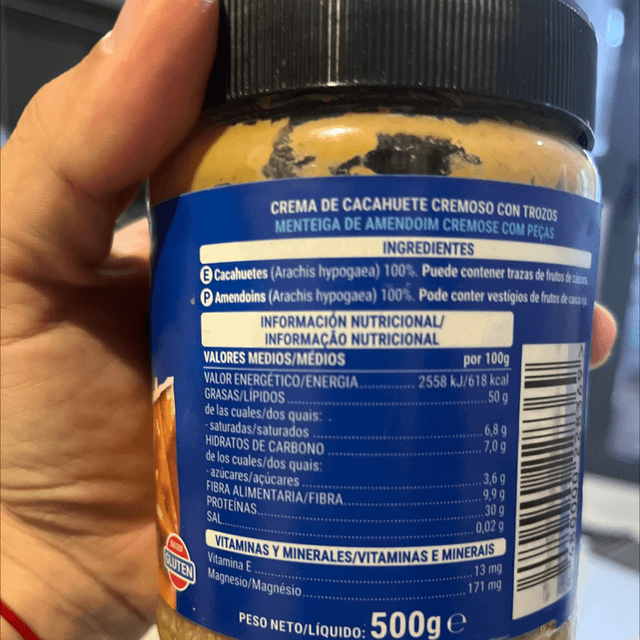 CREMA DE CACAHUETE CREMOSO CON TROZOS
MENTEIGA DE AMENDOIM CREMOSE COM PEÇAS
INGREDIENTES
E Cacahuetes (Arachis hypogaea) 100%. Puede contener trazas de frutos de
P Amendoins (Arachis hypogaea) 100%. Pode conter vestigios de frutos de
INFORMACIÓN NUTRICIONAL/
INFORMAÇÃO NUTRICIONAL
VALORES MEDIOS/MÉDIOS por 100g
VALOR ENERGÉTICO/ENERGIA 2558 kJ/618 kcal
GRASAS/LÍPIDOS 50 g
de las cuales/dos quais:
- saturadas/saturados 6,8 g
HIDRATOS DE CARBONO 7,0 g
de los cuales/dos quais:
- azúcares/açúcares 3,6 g
FIBRA ALIMENTARIA/FIBRA 9,9 g
PROTEÍNAS 30 g
SAL 0,02 g
VITAMINAS Y MINERALES/VITAMINAS E MINERAIS
Vitamina E 13 mg
Magnesio/Magnésio 171 mg
PESO NETO/LÍQUIDO: 500g e
GLUTEN